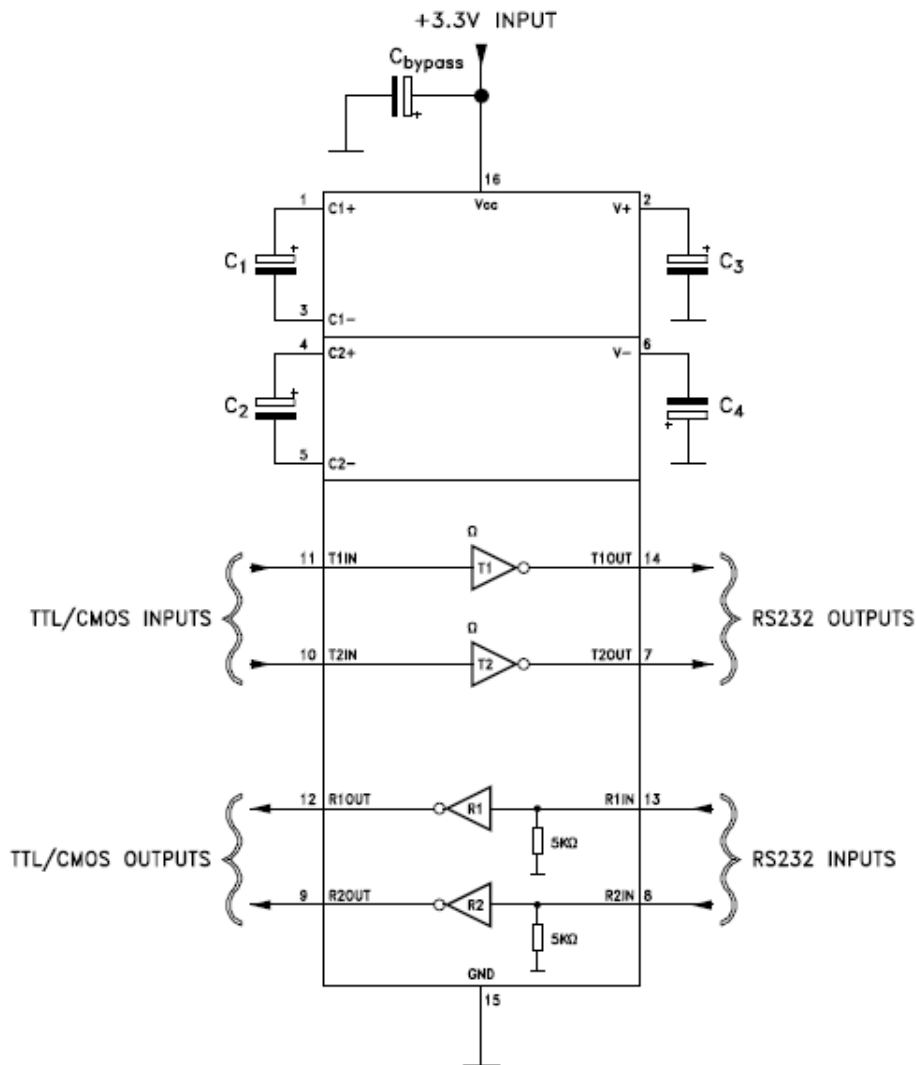 +3.3V INPUT
Cbypass
+
16
1 C1+ Vcc V+ 2
C1 + + C3
3 C1-
4 C2+ V- 6
C2 + + C4
5 C2-
Ω
11 T1IN T1 T1OUT 14
TTL/CMOS INPUTS RS232 OUTPUTS
Ω
10 T2IN T2 T2OUT 7
12 R1OUT R1 R1IN 13
5KΩ
TTL/CMOS OUTPUTS RS232 INPUTS
9 R2OUT R2 R2IN 8
5KΩ
GND
15